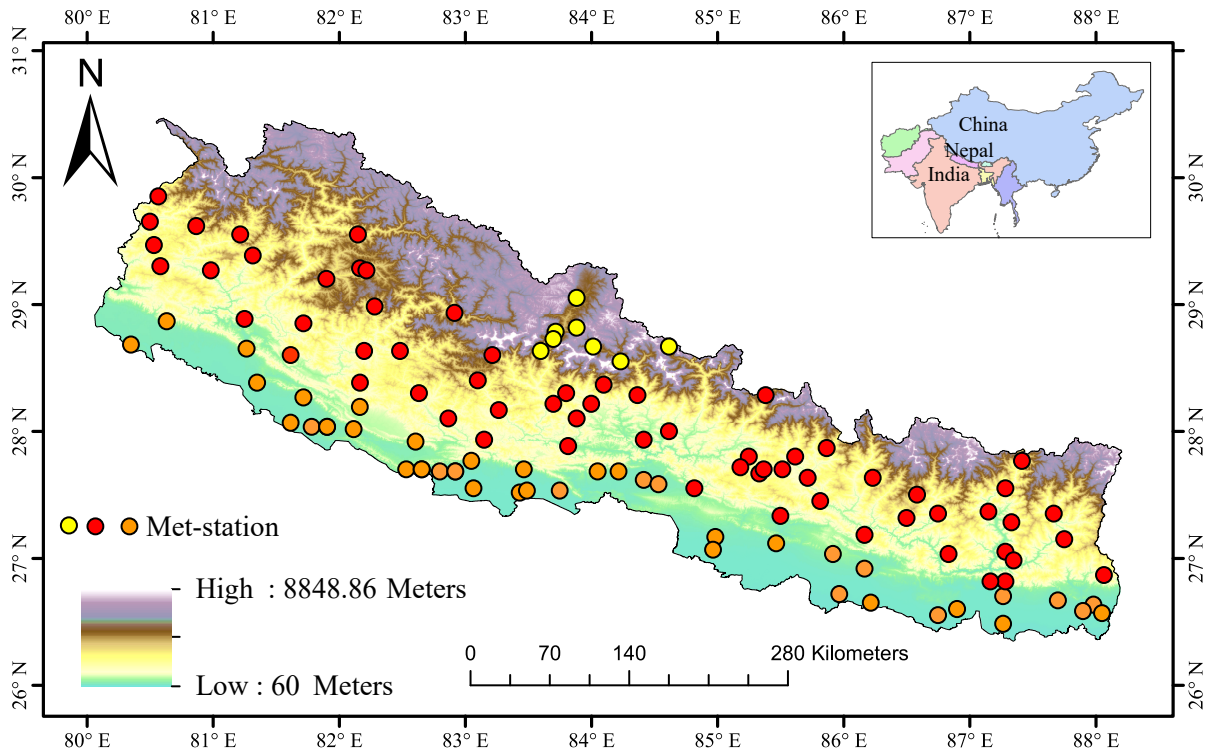 80° E 81° E 82° E 83° E 84° E 85° E 86° E 87° E 88° E
31° N
31° N
N
China
Nepal
India
30° N
30° N
29° N
29° N
28° N
28° N
Met-station
27° N
27° N
High : 8848.86 Meters
0 70 140 280 Kilometers
Low : 60 Meters
26° N
26° N
80° E 81° E 82° E 83° E 84° E 85° E 86° E 87° E 88° E